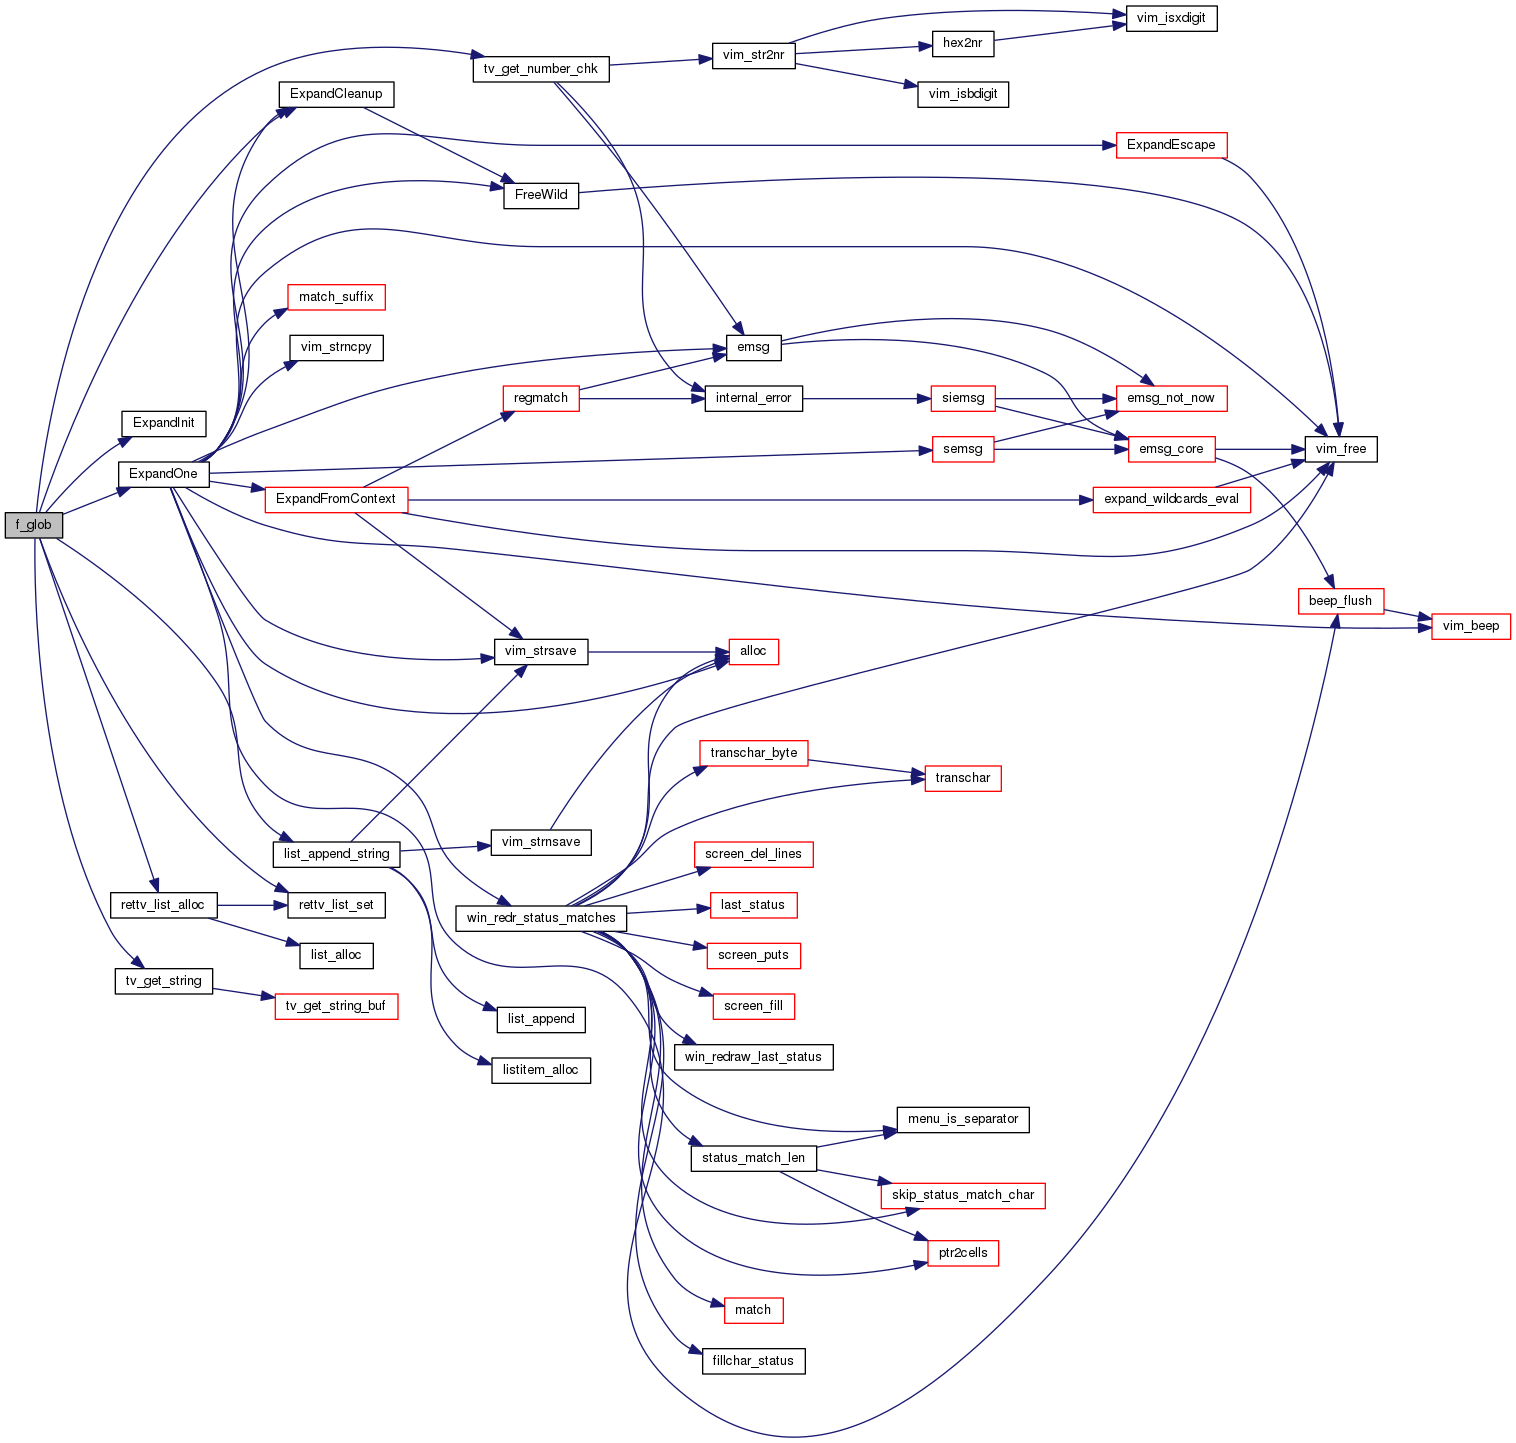 vim_isxdigit
hex2nr
vim_str2nr
tv_get_number_chk
ExpandCleanup
vim_isbdigit
ExpandEscape
FreeWild
match_suffix
vim_strncpy
emsg
ExpandInit
regmatch
internal_error
siemsg
emsg_not_now
ExpandOne
semsg
emsg_core
vim_free
ExpandFromContext
expand_wildcards_eval
f_glob
beep_flush
vim_beep
vim_strsave
alloc
transchar_byte
transchar
vim_strnsave
list_append_string
screen_del_lines
rettv_list_alloc
rettv_list_set
win_redr_status_matches
last_status
list_alloc
screen_puts
tv_get_string
tv_get_string_buf
screen_fill
list_append
win_redraw_last_status
listitem_alloc
menu_is_separator
status_match_len
skip_status_match_char
ptr2cells
match
fillchar_status